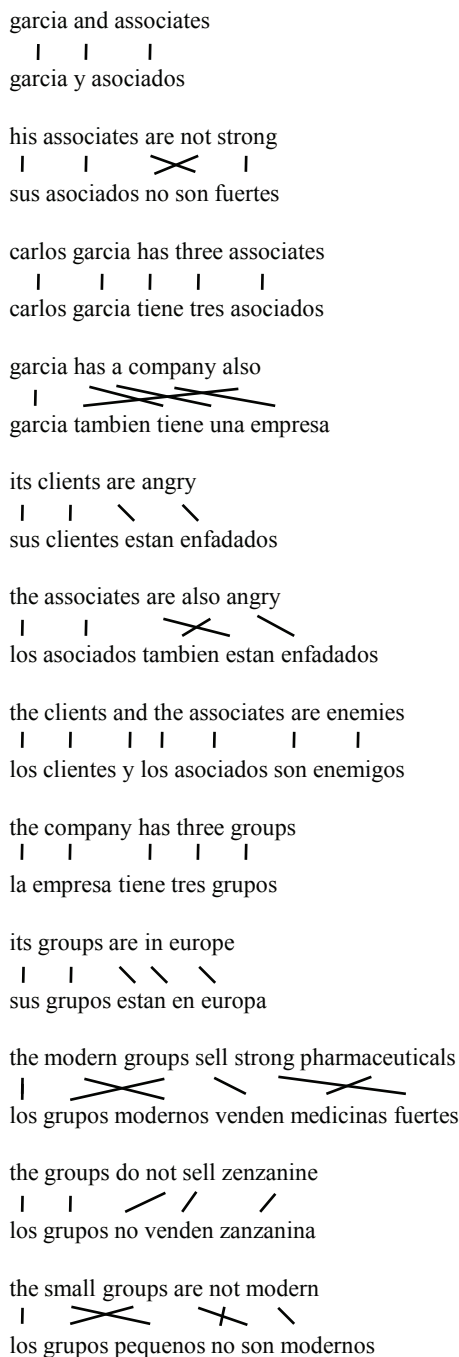 garcia and associates
garcia y asociados
his associates are not strong
sus asociados no son fuertes
carlos garcia has three associates
carlos garcia tiene tres asociados
garcia has a company also
garcia tambien tiene una empresa
its clients are angry
sus clientes estan enfadados
the associates are also angry
los asociados tambien estan enfadados
the clients and the associates are enemies
los clientes y los asociados son enemigos
the company has three groups
la empresa tiene tres grupos
its groups are in europe
sus grupos estan en europa
the modern groups sell strong pharmaceuticals
los grupos modernos venden medicinas fuertes
the groups do not sell zenzanine
los grupos no venden zanzanina
the small groups are not modern
los grupos pequenos no son modernos